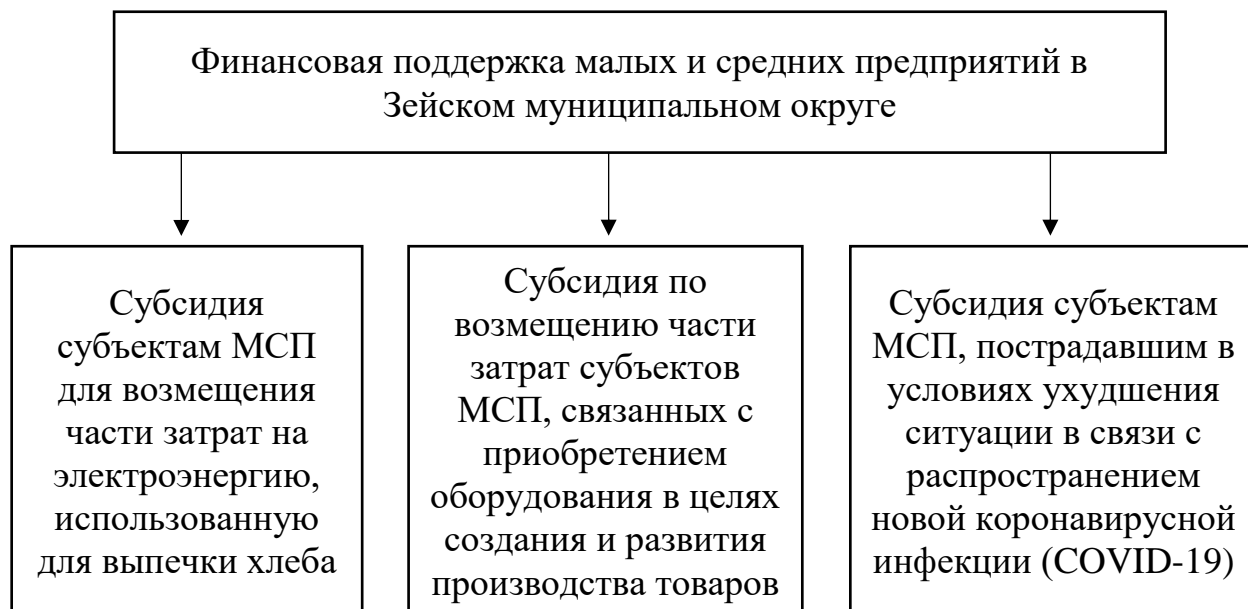 Финансовая поддержка малых и средних предприятий в
Зейском муниципальном округе
Субсидия
субъектам МСП
для возмещения
части затрат на
электроэнергию,
использованную
для выпечки хлеба
Субсидия по
возмещению части
затрат субъектов
МСП, связанных с
приобретением
оборудования в целях
создания и развития
производства товаров
Субсидия субъектам
МСП, пострадавшим в
условиях ухудшения
ситуации в связи с
распространением
новой коронавирусной
инфекции (COVID-19)